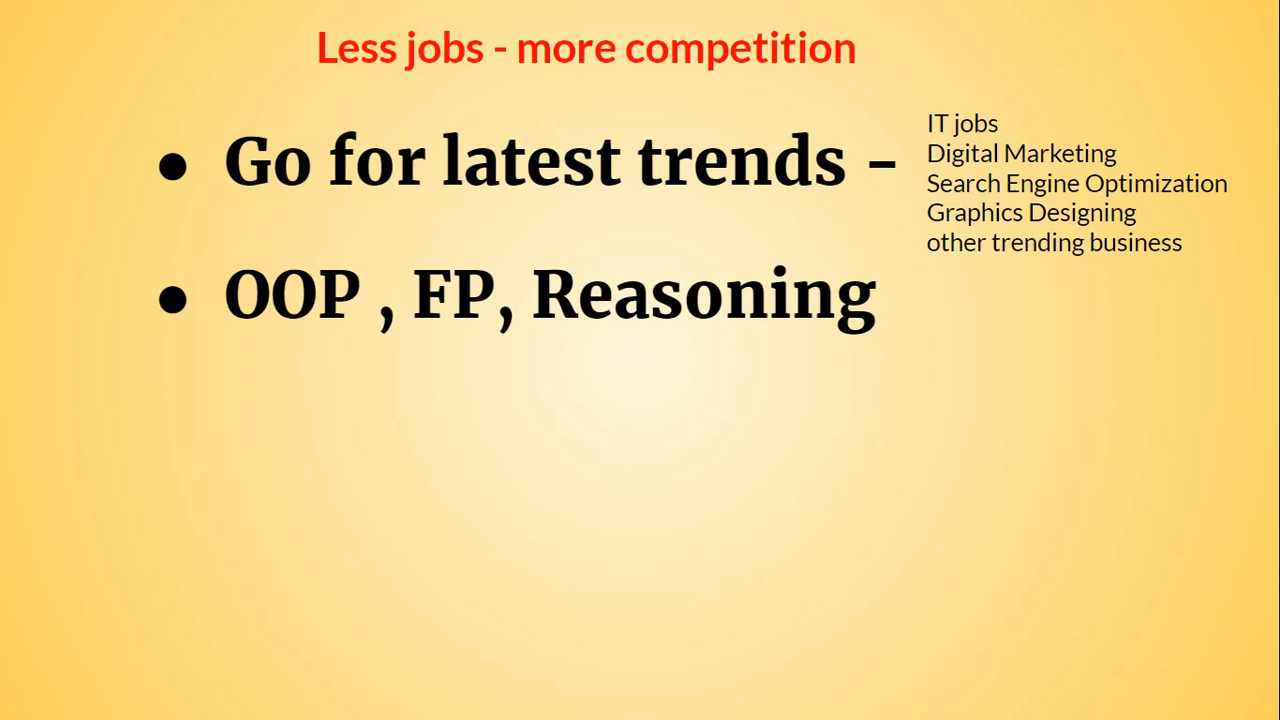 Less jobs - more competition
● Go for latest trends -
IT jobs
Digital Marketing
Search Engine Optimization
Graphics Designing
other trending business
● OOP , FP, Reasoning